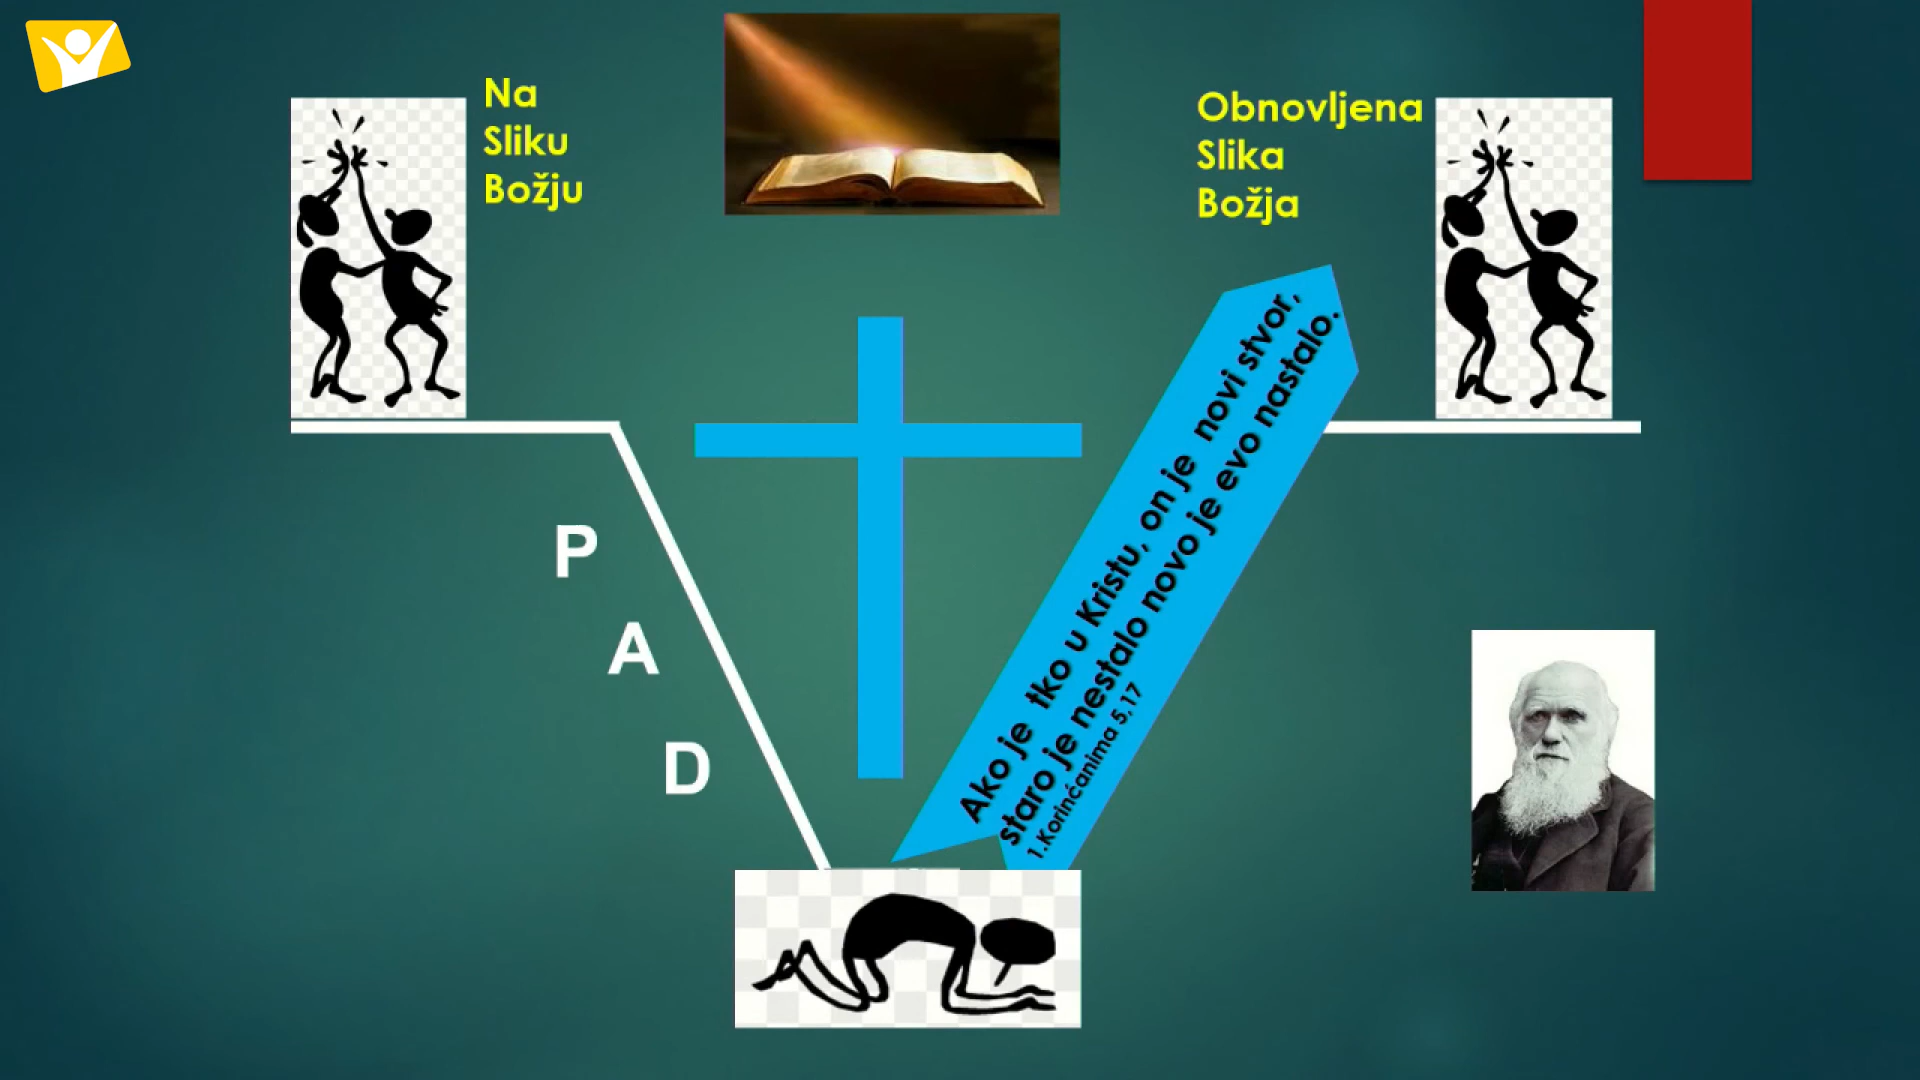 Na
Sliku
Božju
Obnovljena
Slika
Božja
P
A
D
Ako je tko u Kristu, on je novi stvor,
staro je nestalo novo je evo nastalo.
1.Korinćanima 5,17